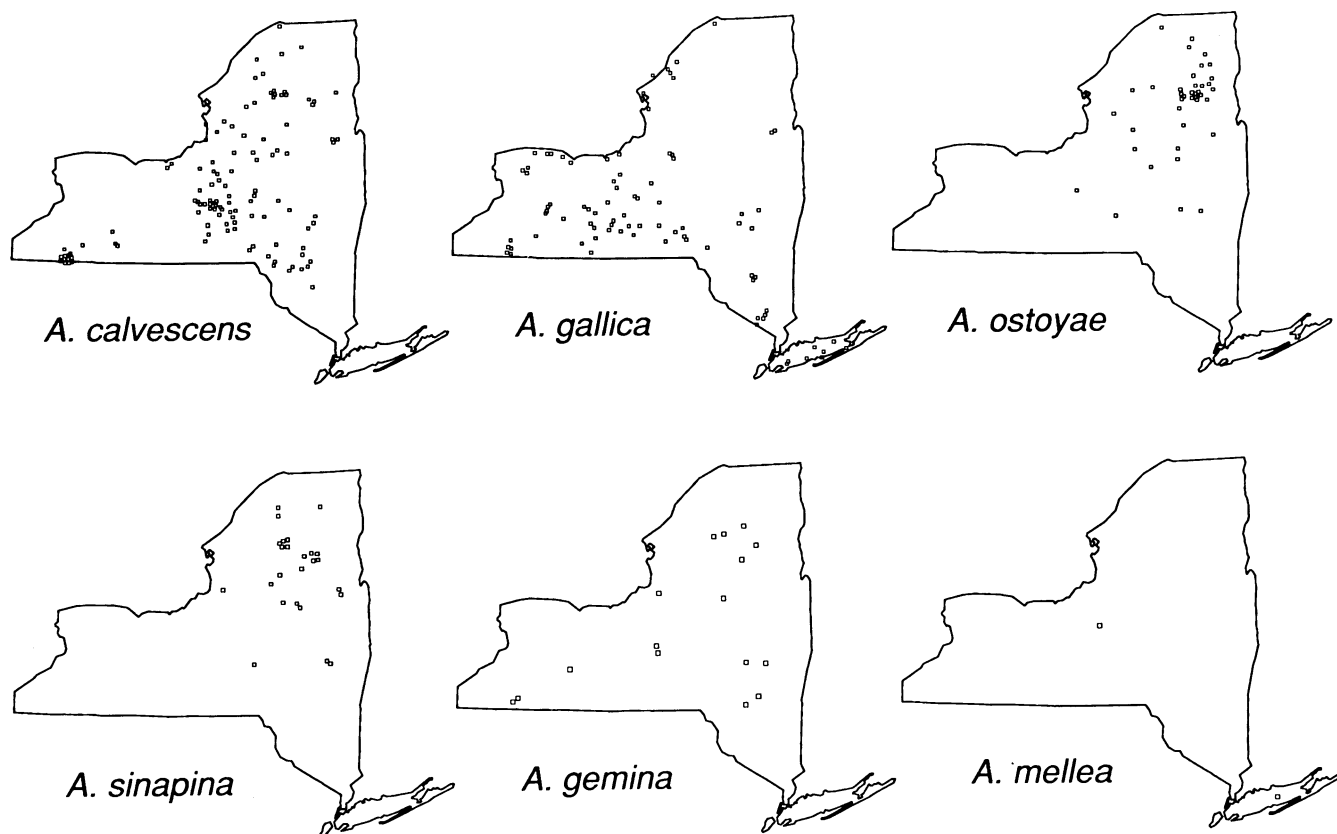 A. calvescens
A. gallica
A. ostoyae
A. sinapina
A. gemina
A. mellea